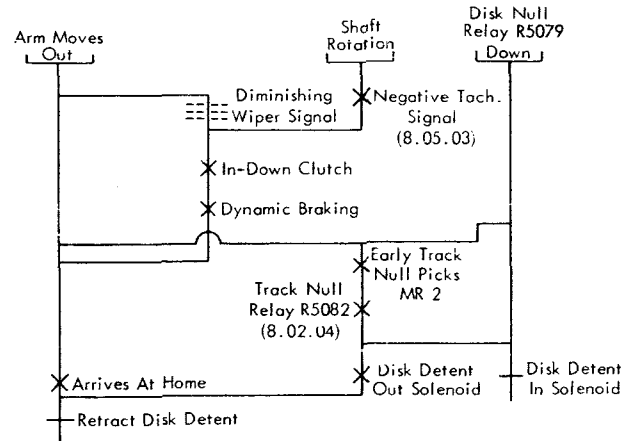 Disk Null
Relay R5079
Down
Shaft
Rotation
Arm Moves
Out
Diminishing
Wiper Signal
Negative Tach.
Signal
(8.05.03)
In-Down Clutch
Dynamic Braking
Early Track
Null Picks
MR 2
Track Null
Relay R5082
(8.02.04)
Arrives At Home
Disk Detent
Out Solenoid
Disk Detent
In Solenoid
Retract Disk Detent